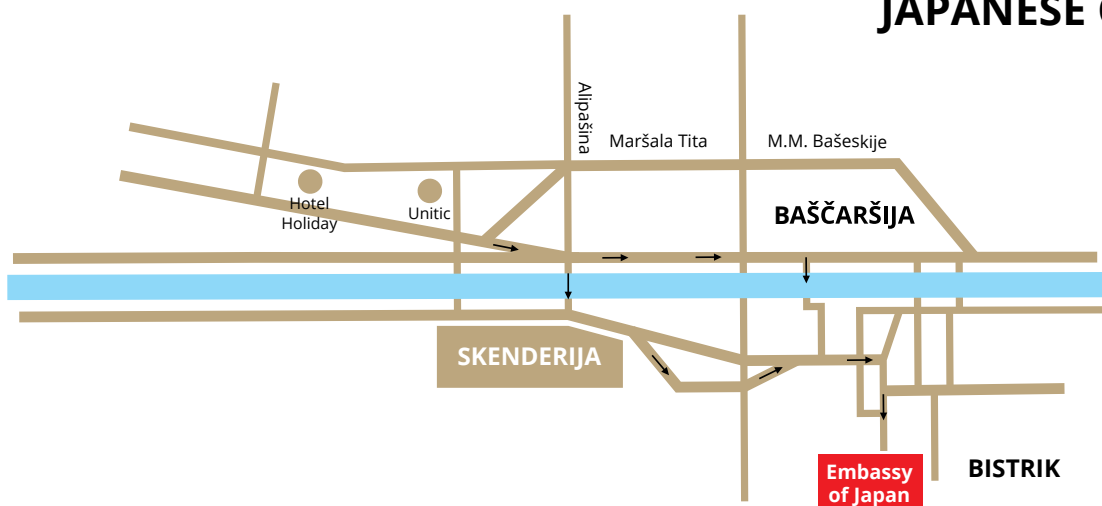 JAPANESE
Alipašina
Maršala Tita
M.M. Bašeskije
Hotel
Holiday
Unitic
BAŠČARŠIJA
SKENDERIJA
Embassy
of Japan
BISTRIK